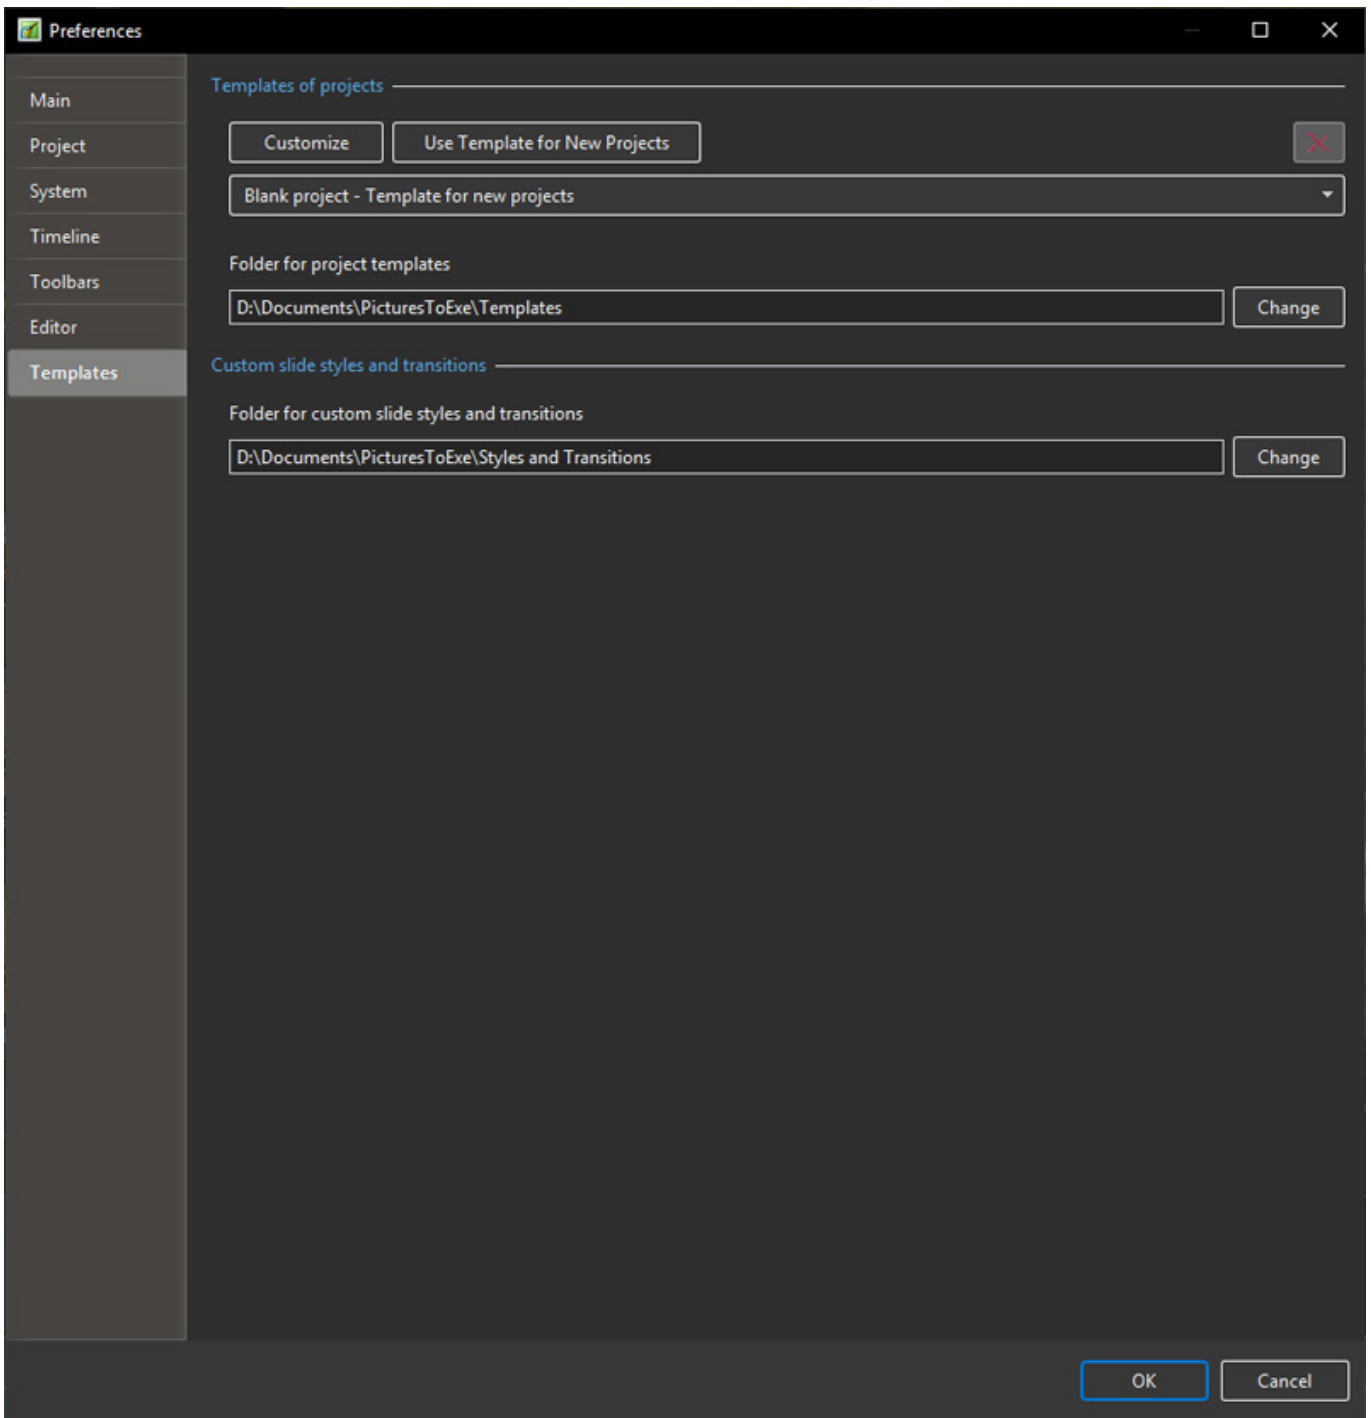 Preferences
Main
Project
System
Timeline
Toolbars
Editor
Templates
Templates of projects
Customize
Use Template for New Projects
Blank project - Template for new projects
Folder for project templates
D:\Documents\PicturesToExe\Templates
Change
Custom slide styles and transitions
Folder for custom slide styles and transitions
D:\Documents\PicturesToExe\Styles and Transitions
Change
OK
Cancel